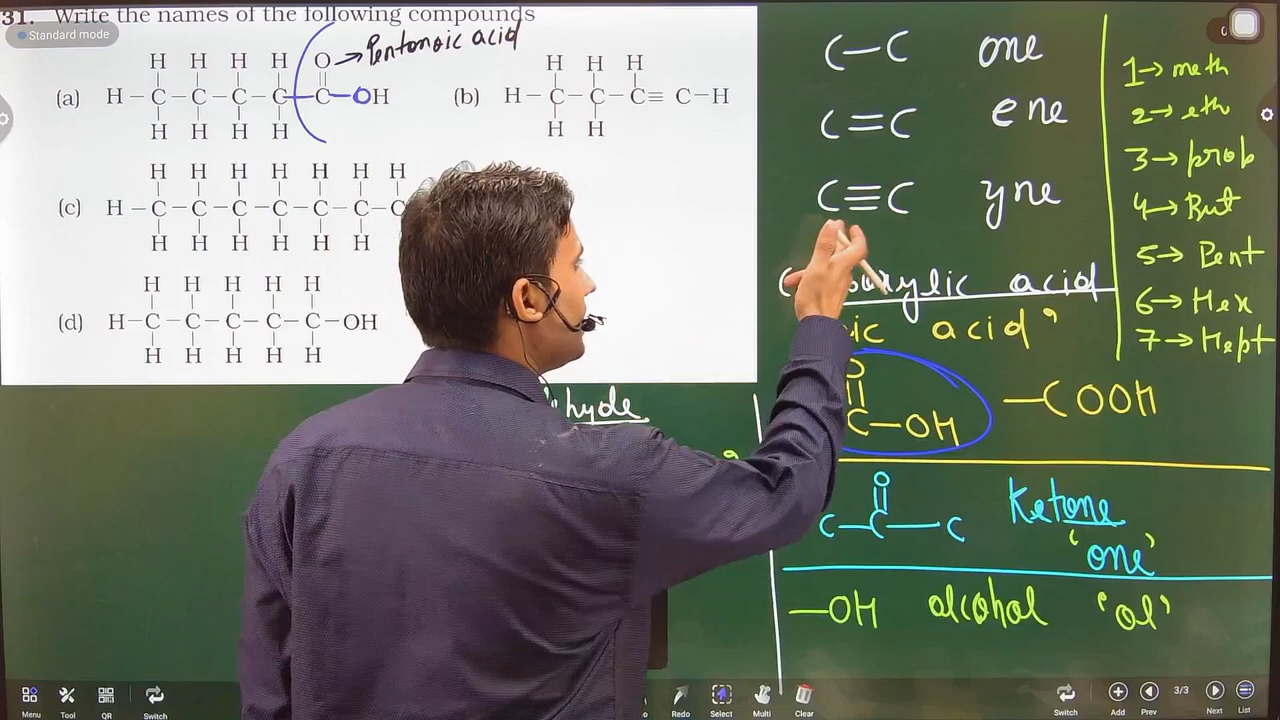 31. Write the names of the following compounds
Standard mode
→ Pentanoic acid
H H H H O
(a) H – C – C – C – C – C – OH
H H H H
H H H
(b) H – C – C – C ≡ C – H
H H
H H H H H H H
(c) H – C – C – C – C – C – C – C
H H H H H H
H H H H H
(d) H – C – C – C – C – C – OH
H H H H H
C–C one
C=C ene
C≡C yne
acid
ic acid'
O
C–OH
–COOH
O
C–C–C Ketone
'one'
–OH alcohol 'ol'
1→ meth
2→ eth
3→ prop
4→ But
5→ Pent
6→ Hex
7→ Hept
hyde
Menu Tool QR Switch Redo Select Multi Clear Switch Add Prev 3/3 Next List